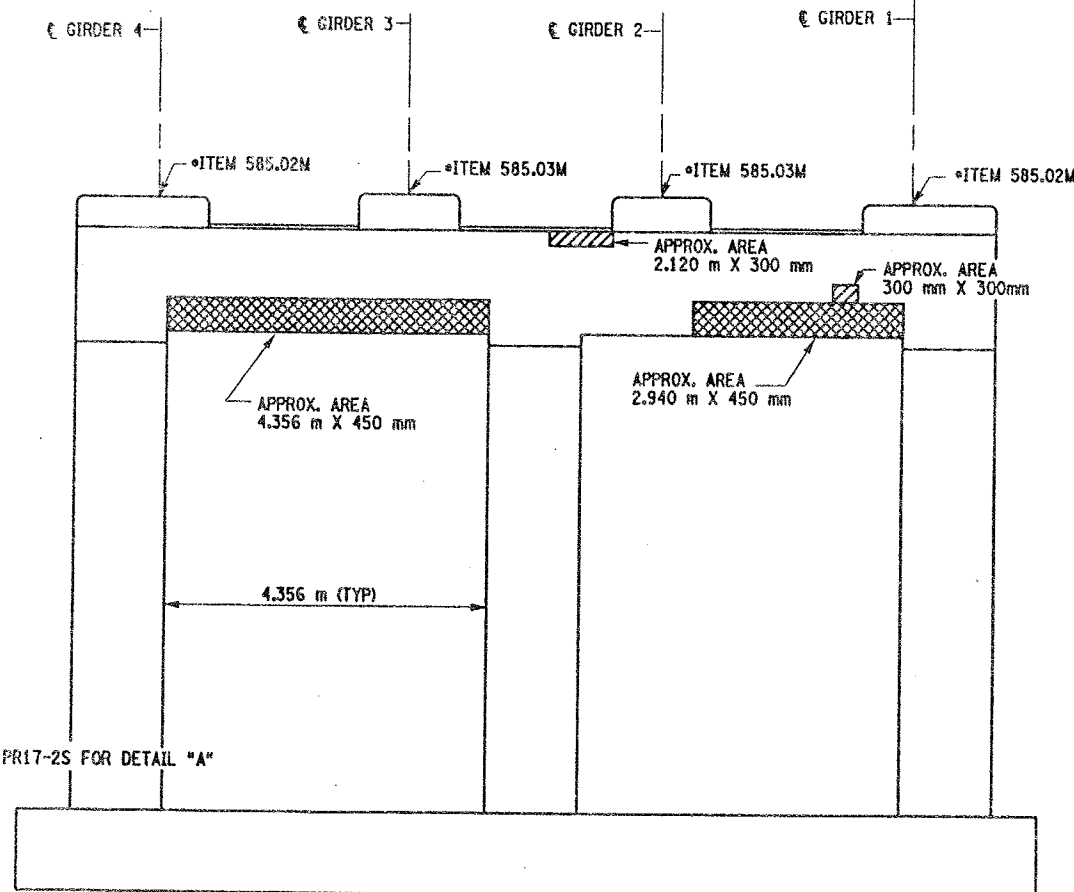 ℄ GIRDER 4
℄ GIRDER 3
℄ GIRDER 2
℄ GIRDER 1
*ITEM 585.02M
*ITEM 585.03M
*ITEM 585.03M
*ITEM 585.02M
APPROX. AREA
2.120 m X 300 mm
APPROX. AREA
300 mm X 300mm
APPROX. AREA
4.356 m X 450 mm
APPROX. AREA
2.940 m X 450 mm
4.356 m (TYP)
PR17-2S FOR DETAIL "A"